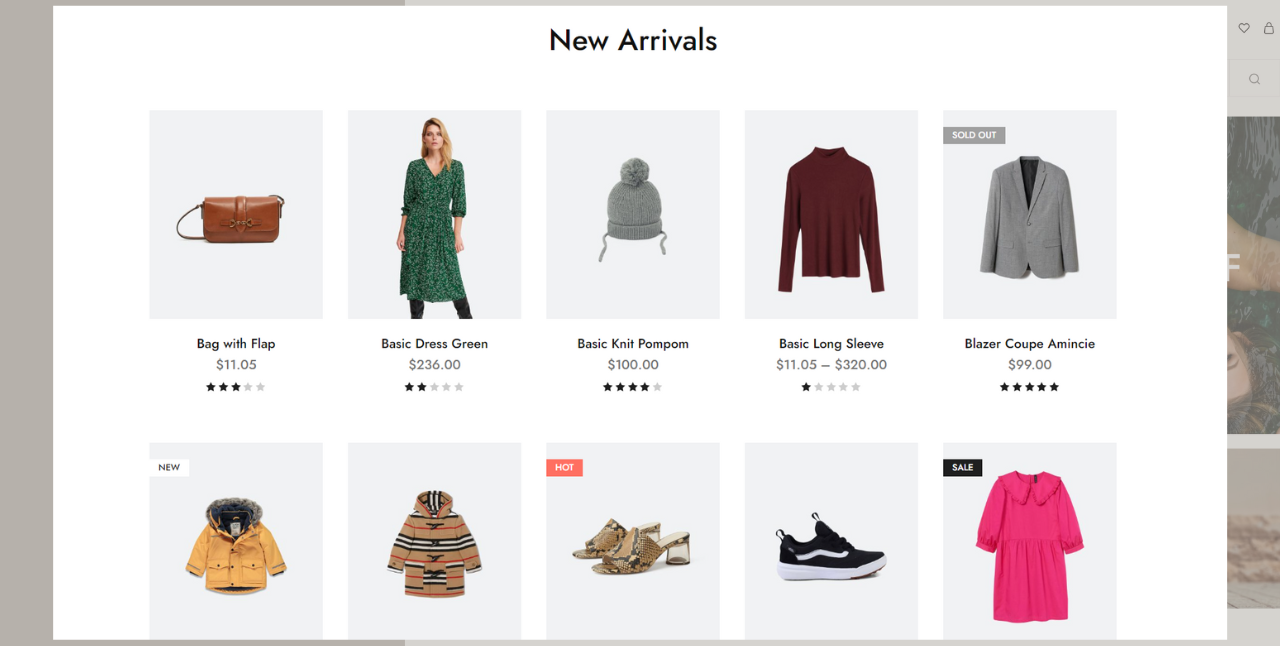 New Arrivals
SOLD OUT
Bag with Flap
$11.05
Basic Dress Green
$236.00
Basic Knit Pompom
$100.00
Basic Long Sleeve
$11.05 – $320.00
Blazer Coupe Amincie
$99.00
NEW
HOT
SALE